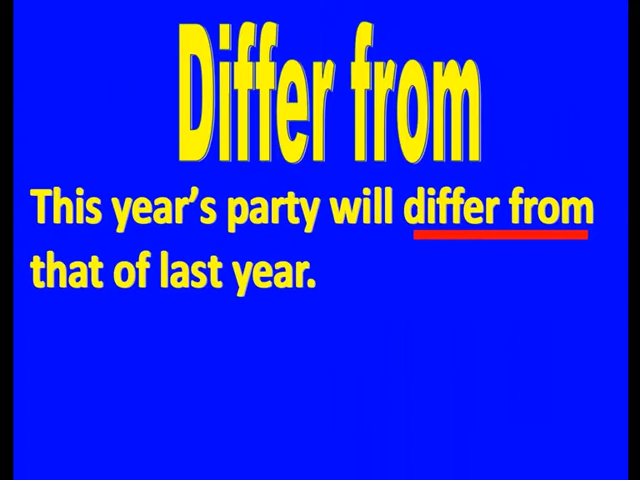 Differ from
This year's party will differ from
that of last year.